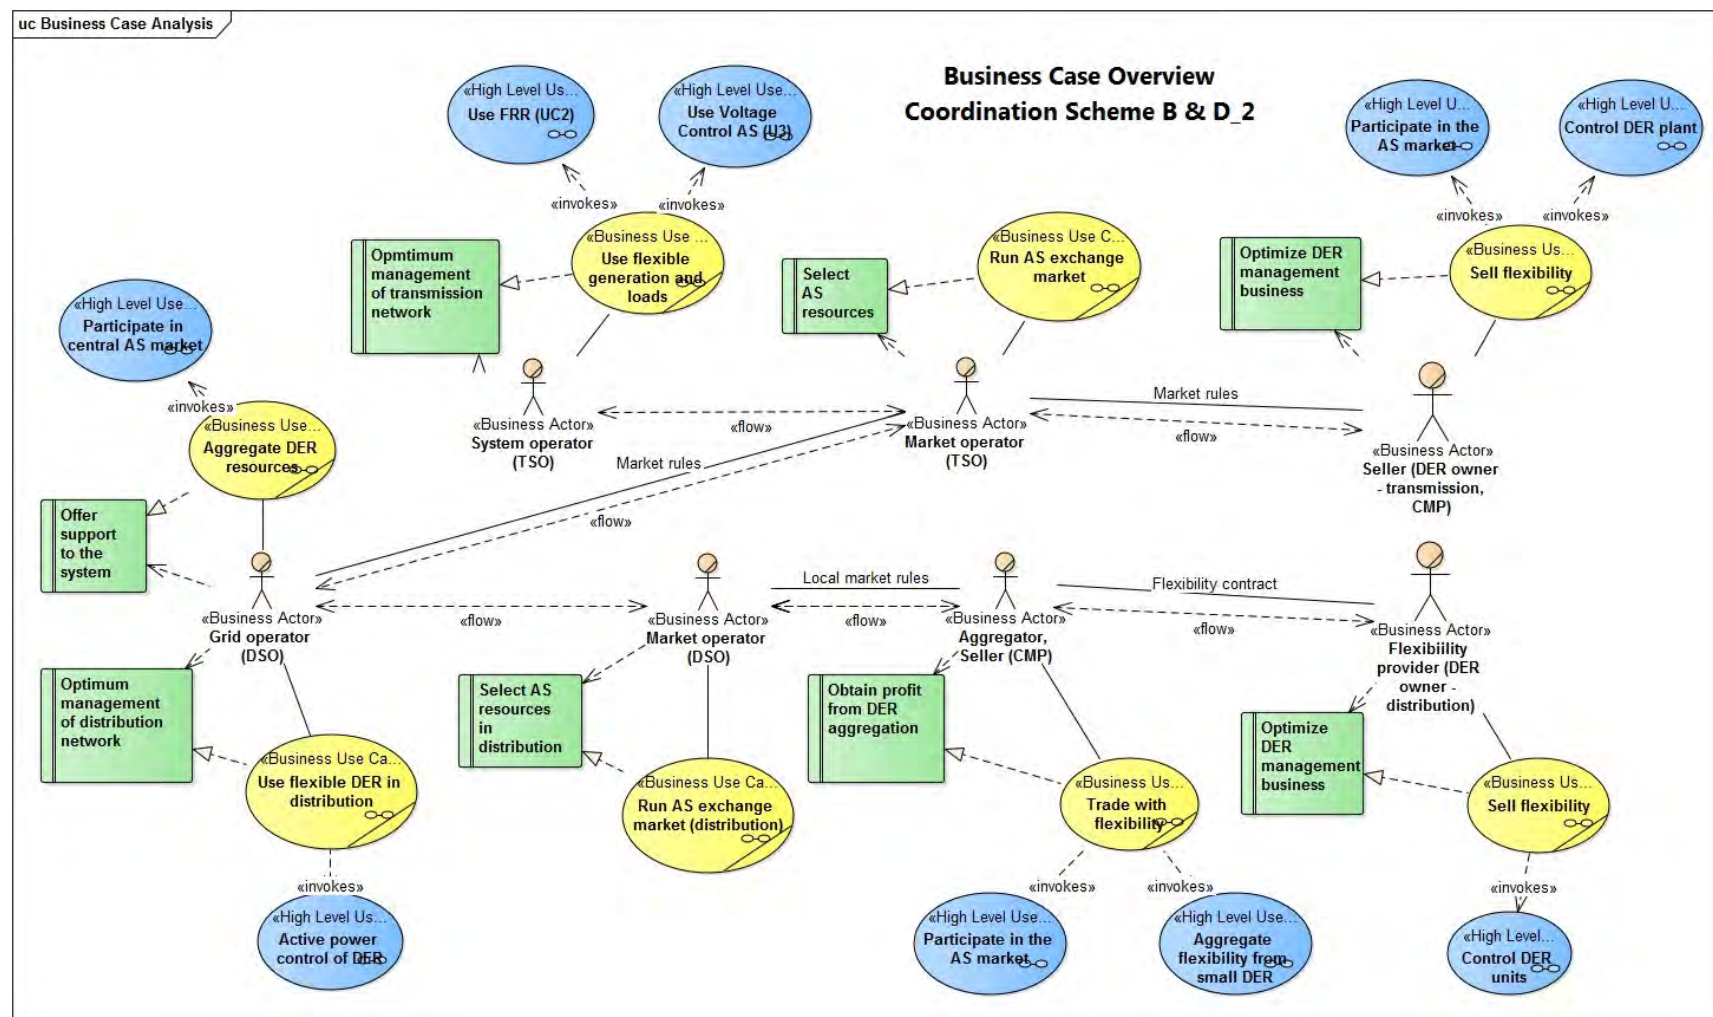 uc Business Case Analysis
Business Case Overview
Coordination Scheme B & D_2
«High Level Us...
Use FRR (UC2)
«High Level Use...
Use Voltage
Control AS (U3)
«High Level U...
Participate in the
AS market
«High Level U...
Control DER plant
«invokes»
«invokes»
«invokes»
«invokes»
«Business Use ...
Use flexible
generation and
loads
«Business Use C...
Run AS exchange
market
«Business Us...
Sell flexibility
Opmtimum
management
of transmission
network
Select
AS
resources
Optimize DER
management
business
«High Level Use...
Participate in
central AS market
«invokes»
«Business Use...
Aggregate DER
resources
«Business Actor»
System operator
(TSO)
«flow»
«Business Actor»
Market operator
(TSO)
Market rules
«flow»
«Business Actor»
Seller (DER owner
- transmission,
CMP)
Market rules
«flow»
Offer
support
to the
system
«Business Actor»
Grid operator
(DSO)
«flow»
«Business Actor»
Market operator
(DSO)
Local market rules
«flow»
«Business Actor»
Aggregator,
Seller (CMP)
Flexibility contract
«flow»
«Business Actor»
Flexibiility
provider (DER
owner -
distribution)
Optimum
management
of distribution
network
Select AS
resources
in
distribution
Obtain profit
from DER
aggregation
Optimize
DER
management
business
«Business Use Ca...
Use flexible DER in
distribution
«Business Use Ca...
Run AS exchange
market (distribution)
«Business Us...
Trade with
flexibility
«Business Us...
Sell flexibility
«invokes»
«invokes»
«invokes»
«invokes»
«High Level Us...
Active power
control of DER
«High Level Use...
Participate in the
AS market
«High Level Use...
Aggregate
flexibility from
small DER
«High Level...
Control DER
units